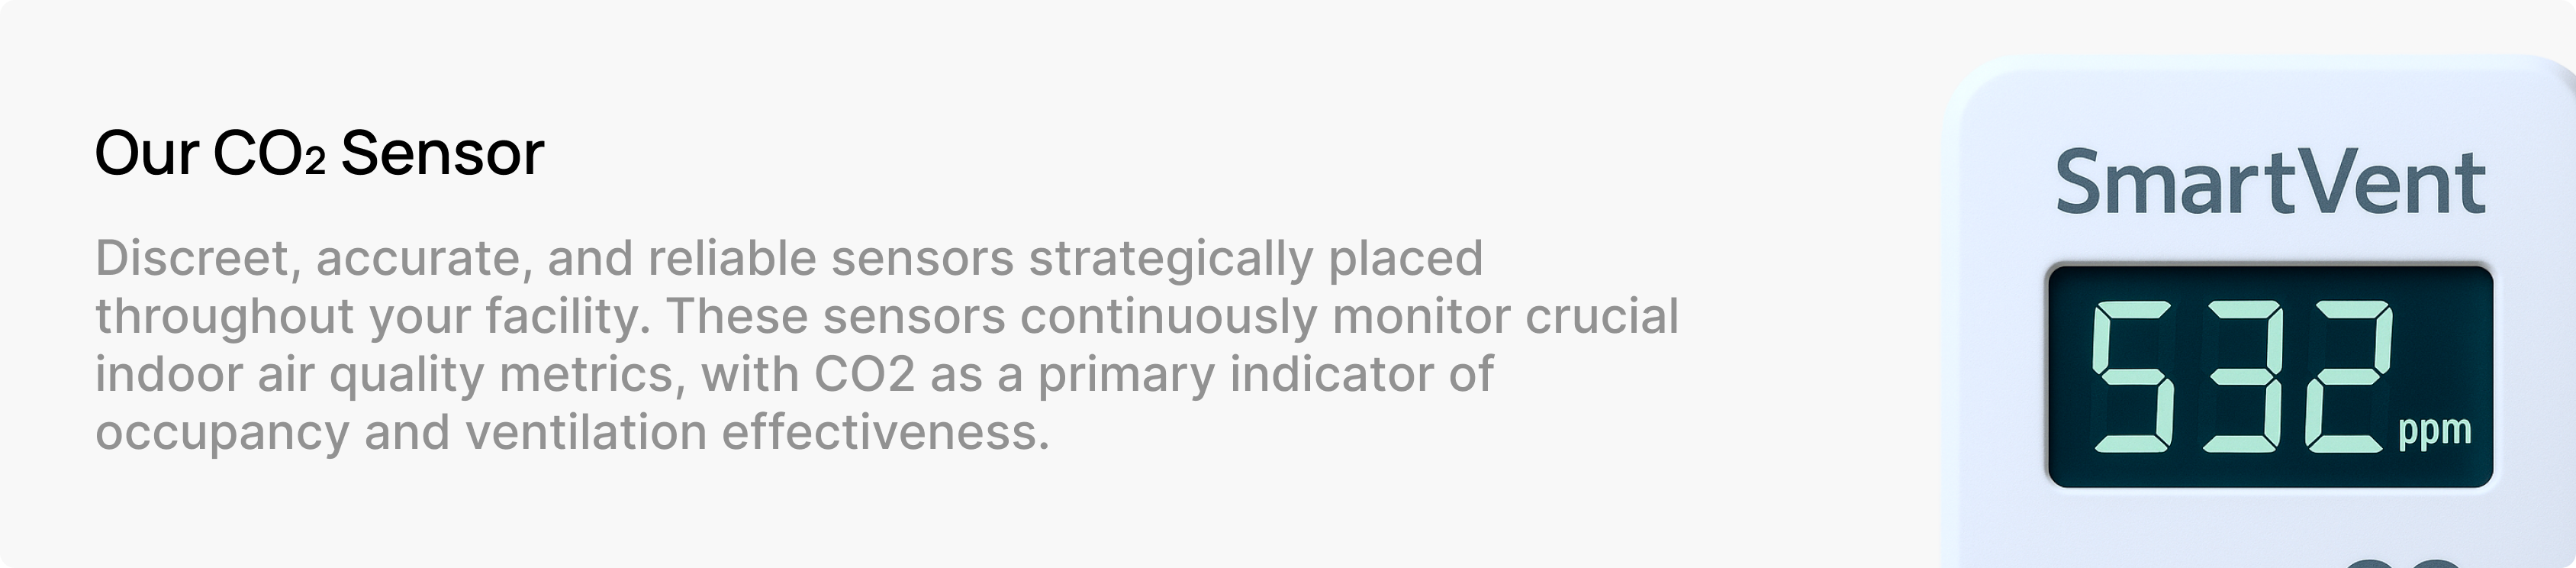 Our CO₂ Sensor
Discreet, accurate, and reliable sensors strategically placed
throughout your facility. These sensors continuously monitor crucial
indoor air quality metrics, with CO2 as a primary indicator of
occupancy and ventilation effectiveness.
SmartVent
532 ppm